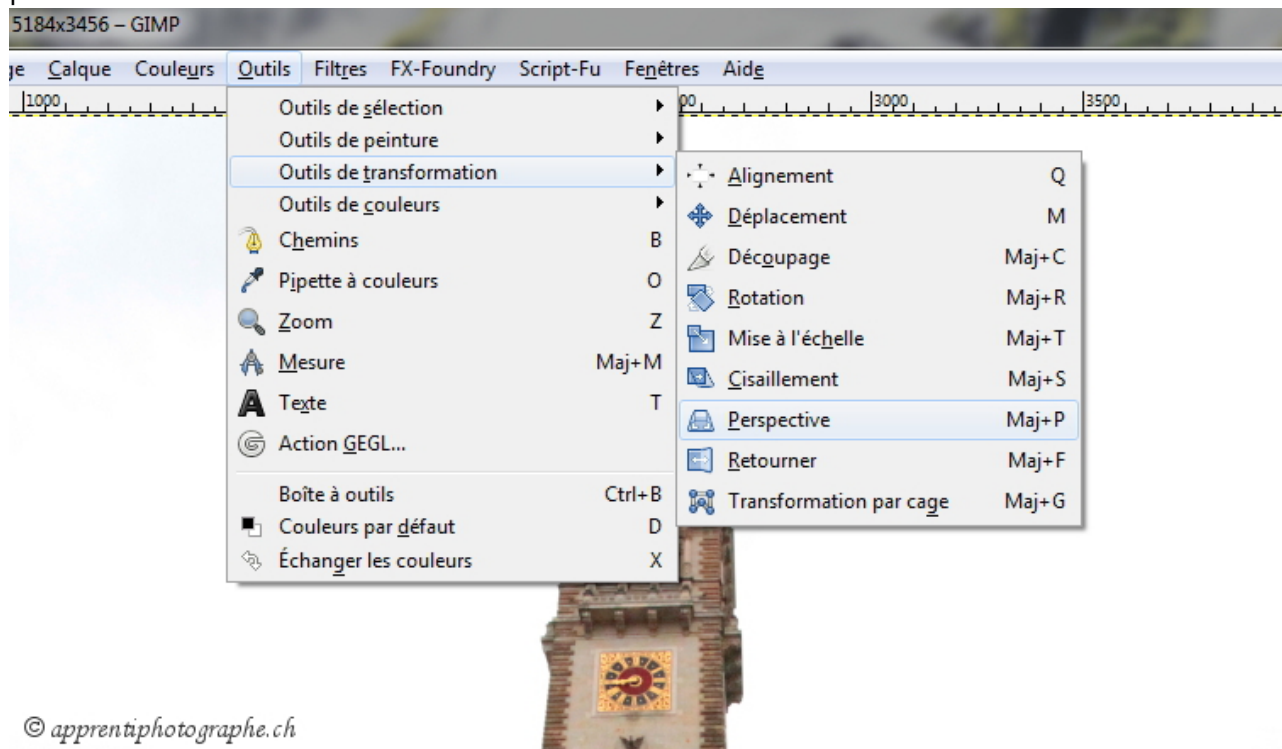 5184x3456 – GIMP
ge Calque Couleurs Outils Filtres FX-Foundry Script-Fu Fenêtres Aide
1000 00 3000 3500
Outils de sélection
Outils de peinture
Outils de transformation
Outils de couleurs
Chemins B
Pipette à couleurs O
Zoom Z
Mesure Maj+M
Texte T
Action GEGL...
Boîte à outils Ctrl+B
Couleurs par défaut D
Échanger les couleurs X
Alignement Q
Déplacement M
Découpage Maj+C
Rotation Maj+R
Mise à l'échelle Maj+T
Cisaillement Maj+S
Perspective Maj+P
Retourner Maj+F
Transformation par cage Maj+G
© apprentiphotographe.ch